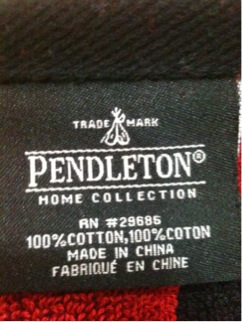 TRADE MARK
PENDLETON®
HOME COLLECTION
RN #29685
100%COTTON,100%COTON
MADE IN CHINA
FABRIQUÉ EN CHINE